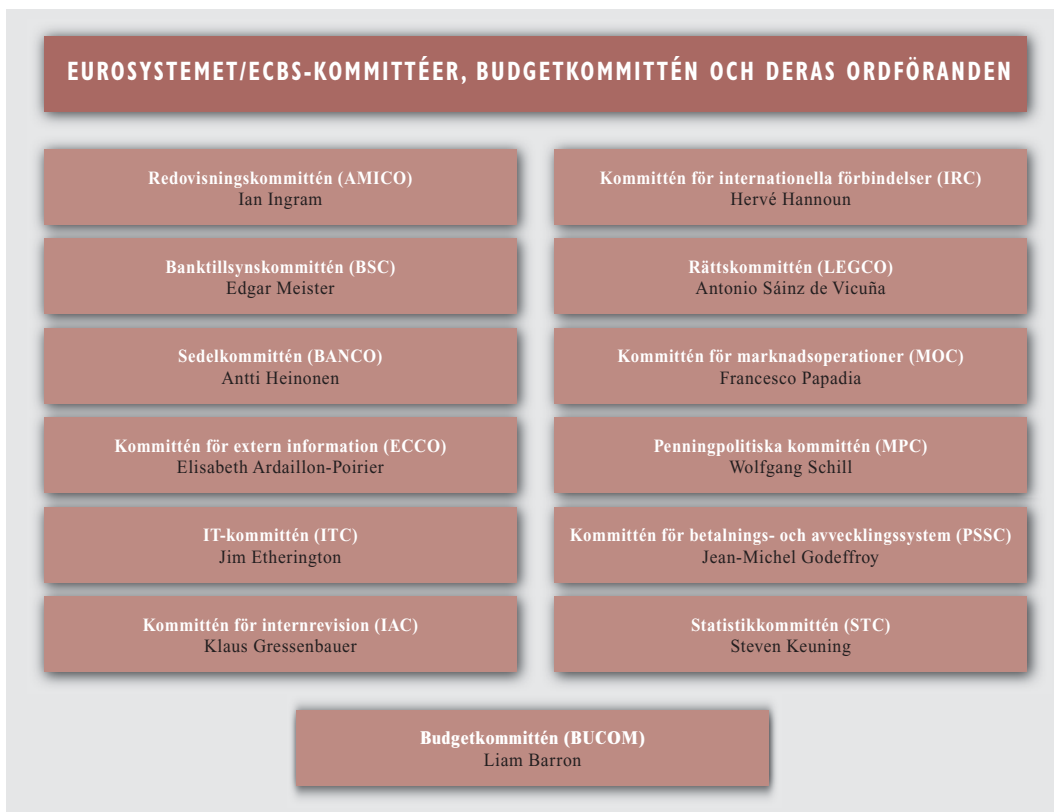 EUROSYSTEMET/ECBS-KOMMITTÉER, BUDGETKOMMITTÉN OCH DERAS ORDFÖRANDEN
Redovisningskommittén (AMICO)
Ian Ingram
Kommittén för internationella förbindelser (IRC)
Hervé Hannoun
Banktillsynskommittén (BSC)
Edgar Meister
Rättskommittén (LEGCO)
Antonio Sáinz de Vicuña
Sedelkommittén (BANCO)
Antti Heinonen
Kommittén för marknadsoperationer (MOC)
Francesco Papadia
Kommittén för extern information (ECCO)
Elisabeth Ardaillon-Poirier
Penningpolitiska kommittén (MPC)
Wolfgang Schill
IT-kommittén (ITC)
Jim Etherington
Kommittén för betalnings- och avvecklingssystem (PSSC)
Jean-Michel Godeffroy
Kommittén för internrevision (IAC)
Klaus Gressenbauer
Statistikkommittén (STC)
Steven Keuning
Budgetkommittén (BUCOM)
Liam Barron